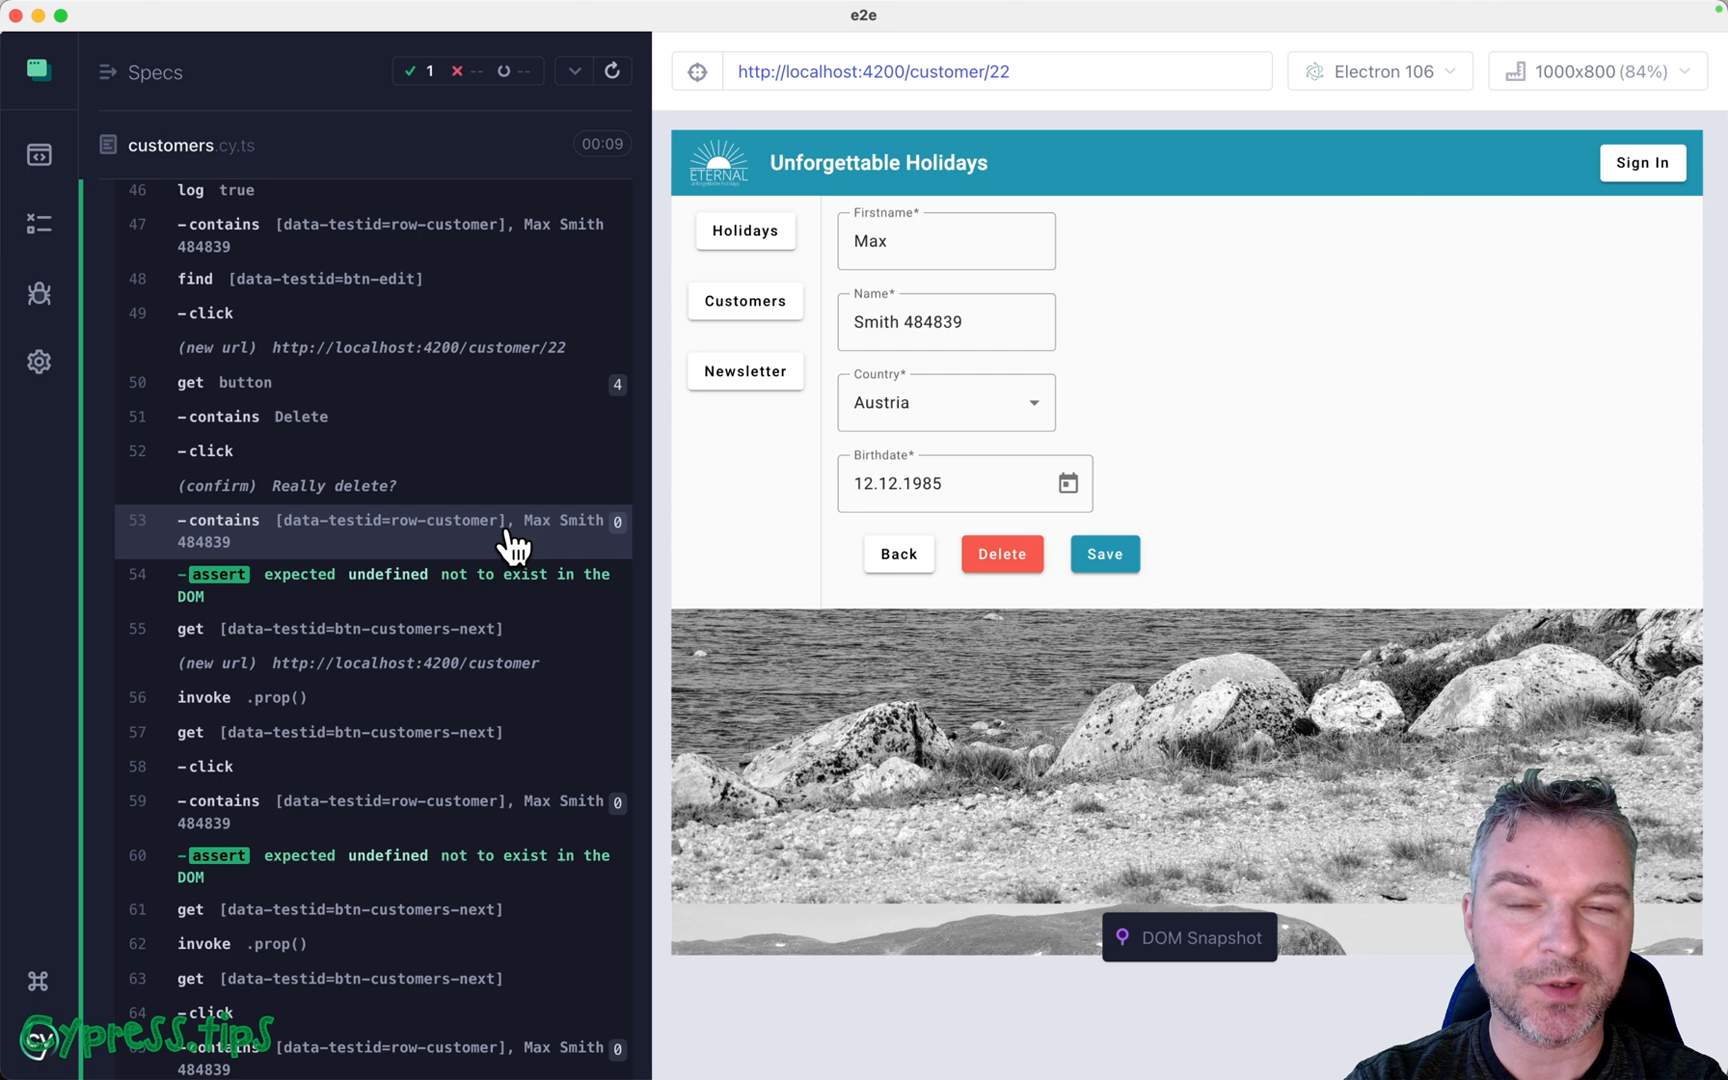 e2e
Specs
1 -- --
customers.cy.ts 00:09
46 log true
47 -contains [data-testid=row-customer], Max Smith
484839
48 find [data-testid=btn-edit]
49 -click
(new url) http://localhost:4200/customer/22
50 get button 4
51 -contains Delete
52 -click
(confirm) Really delete?
53 -contains [data-testid=row-customer], Max Smith 0
484839
54 -assert expected undefined not to exist in the
DOM
55 get [data-testid=btn-customers-next]
(new url) http://localhost:4200/customer
56 invoke .prop()
57 get [data-testid=btn-customers-next]
58 -click
59 -contains [data-testid=row-customer], Max Smith 0
484839
60 -assert expected undefined not to exist in the
DOM
61 get [data-testid=btn-customers-next]
62 invoke .prop()
63 get [data-testid=btn-customers-next]
64 -click
-contains [data-testid=row-customer], Max Smith 0
484839
Cypress.tips
cy
http://localhost:4200/customer/22
Electron 106
1000x800 (84%)
ETERNAL
Unforgettable Holidays
Sign In
Holidays
Customers
Newsletter
Firstname*
Max
Name*
Smith 484839
Country*
Austria
Birthdate*
12.12.1985
Back
Delete
Save
DOM Snapshot